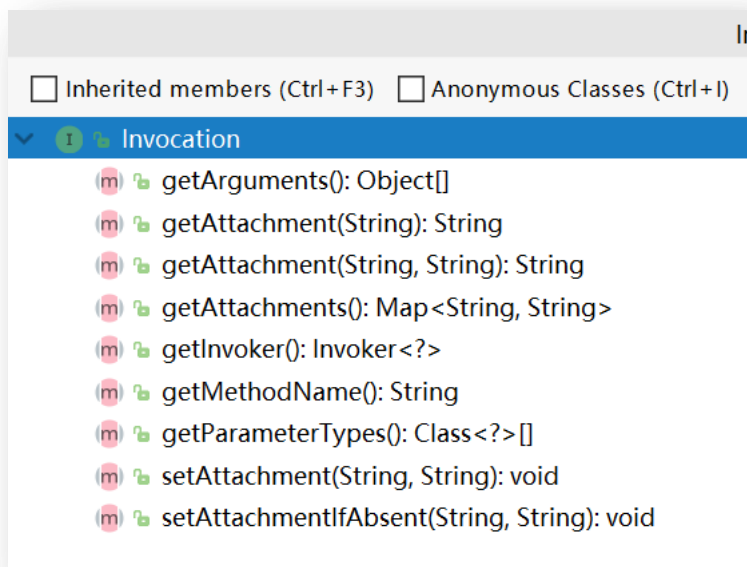 Inherited members (Ctrl+F3) Anonymous Classes (Ctrl+I)
I Invocation
m getArguments(): Object[]
m getAttachment(String): String
m getAttachment(String, String): String
m getAttachments(): Map<String, String>
m getInvoker(): Invoker<?>
m getMethodName(): String
m getParameterTypes(): Class<?>[]
m setAttachment(String, String): void
m setAttachmentIfAbsent(String, String): void